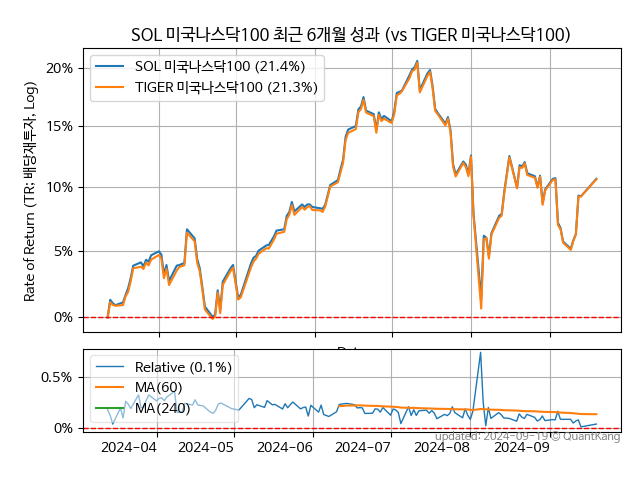 SOL 미국나스닥100 최근 6개월 성과 (vs TIGER 미국나스닥100)
Rate of Return (TR: 배당재투자, Log)
20%
15%
10%
5%
0%
SOL 미국나스닥100 (21.4%)
TIGER 미국나스닥100 (21.3%)
0.5%
0%
Relative (0.1%)
MA(60)
MA(240)
2024-04
2024-05
2024-06
2024-07
2024-08
2024-09
updated: 2024-09-19 © QuantKang